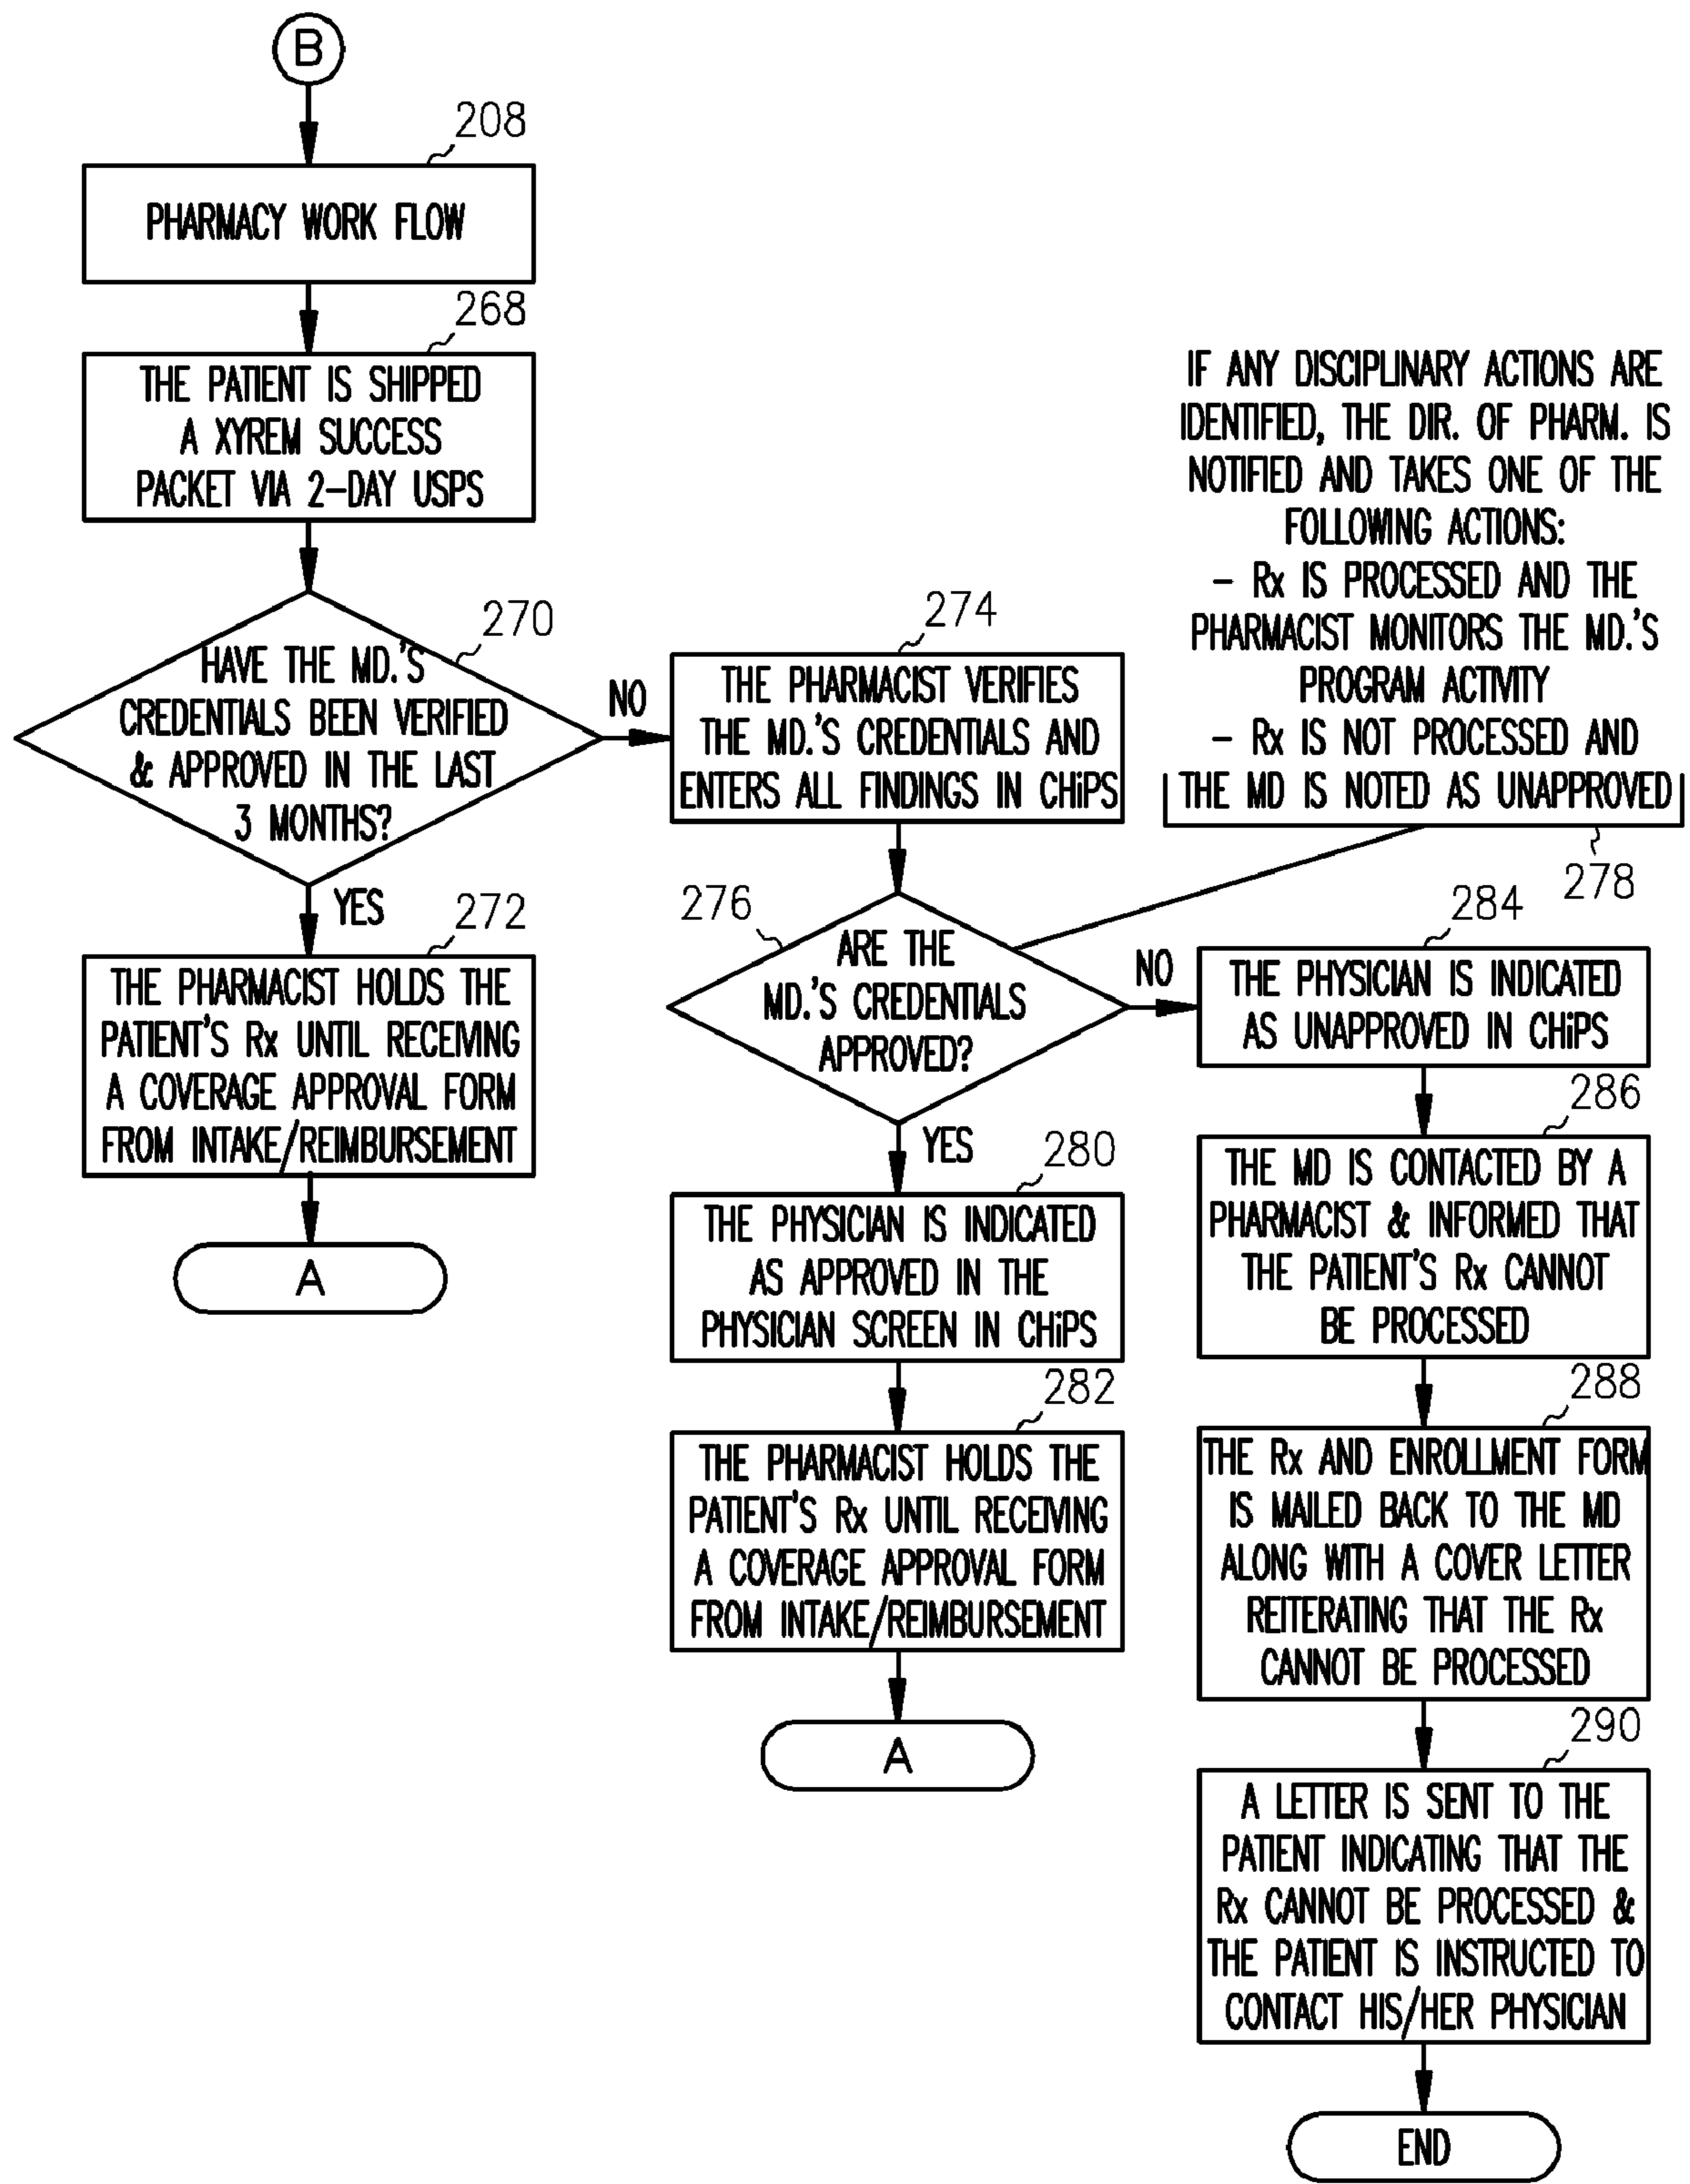 B
208
PHARMACY WORK FLOW
268
THE PATIENT IS SHIPPED
A XYREM SUCCESS
PACKET VIA 2-DAY USPS
270
HAVE THE MD.'S
CREDENTIALS BEEN VERIFIED
& APPROVED IN THE LAST
3 MONTHS?
YES
272
THE PHARMACIST HOLDS THE
PATIENT'S Rx UNTIL RECEIVING
A COVERAGE APPROVAL FORM
FROM INTAKE/REIMBURSEMENT
A
NO
274
THE PHARMACIST VERIFIES
THE MD.'S CREDENTIALS AND
ENTERS ALL FINDINGS IN CHiPS
276
ARE THE
MD.'S CREDENTIALS
APPROVED?
IF ANY DISCIPLINARY ACTIONS ARE
IDENTIFIED, THE DIR. OF PHARM. IS
NOTIFIED AND TAKES ONE OF THE
FOLLOWING ACTIONS:
- Rx IS PROCESSED AND THE
PHARMACIST MONITORS THE MD.'S
PROGRAM ACTIVITY
- Rx IS NOT PROCESSED AND
THE MD IS NOTED AS UNAPPROVED
278
YES
280
THE PHYSICIAN IS INDICATED
AS APPROVED IN THE
PHYSICIAN SCREEN IN CHiPS
282
THE PHARMACIST HOLDS THE
PATIENT'S Rx UNTIL RECEIVING
A COVERAGE APPROVAL FORM
FROM INTAKE/REIMBURSEMENT
A
NO
284
THE PHYSICIAN IS INDICATED
AS UNAPPROVED IN CHiPS
286
THE MD IS CONTACTED BY A
PHARMACIST & INFORMED THAT
THE PATIENT'S Rx CANNOT
BE PROCESSED
288
THE Rx AND ENROLLMENT FORM
IS MAILED BACK TO THE MD
ALONG WITH A COVER LETTER
REITERATING THAT THE Rx
CANNOT BE PROCESSED
290
A LETTER IS SENT TO THE
PATIENT INDICATING THAT THE
Rx CANNOT BE PROCESSED &
THE PATIENT IS INSTRUCTED TO
CONTACT HIS/HER PHYSICIAN
END